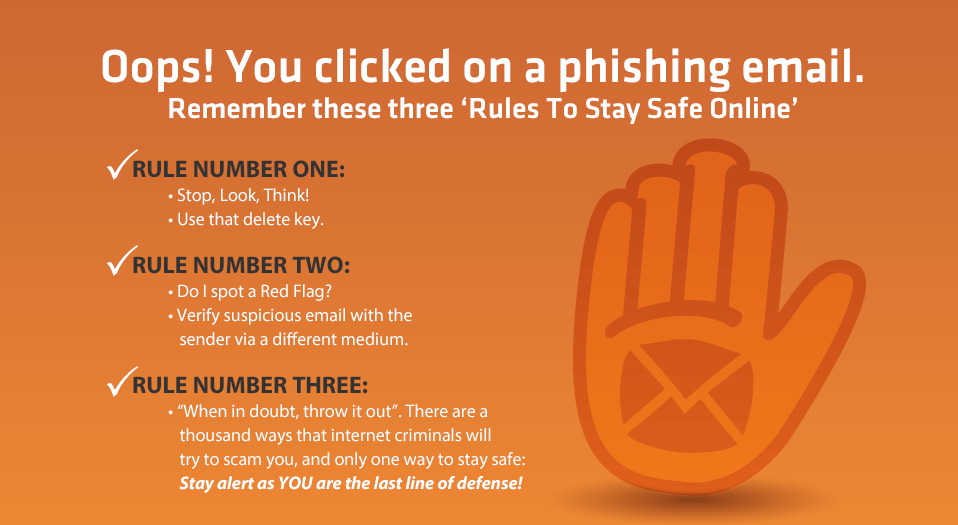 Oops! You clicked on a phishing email.
Remember these three ‘Rules To Stay Safe Online’
RULE NUMBER ONE:
• Stop, Look, Think!
• Use that delete key.
RULE NUMBER TWO:
• Do I spot a Red Flag?
• Verify suspicious email with the
sender via a different medium.
RULE NUMBER THREE:
• “When in doubt, throw it out”. There are a
thousand ways that internet criminals will
try to scam you, and only one way to stay safe:
Stay alert as YOU are the last line of defense!